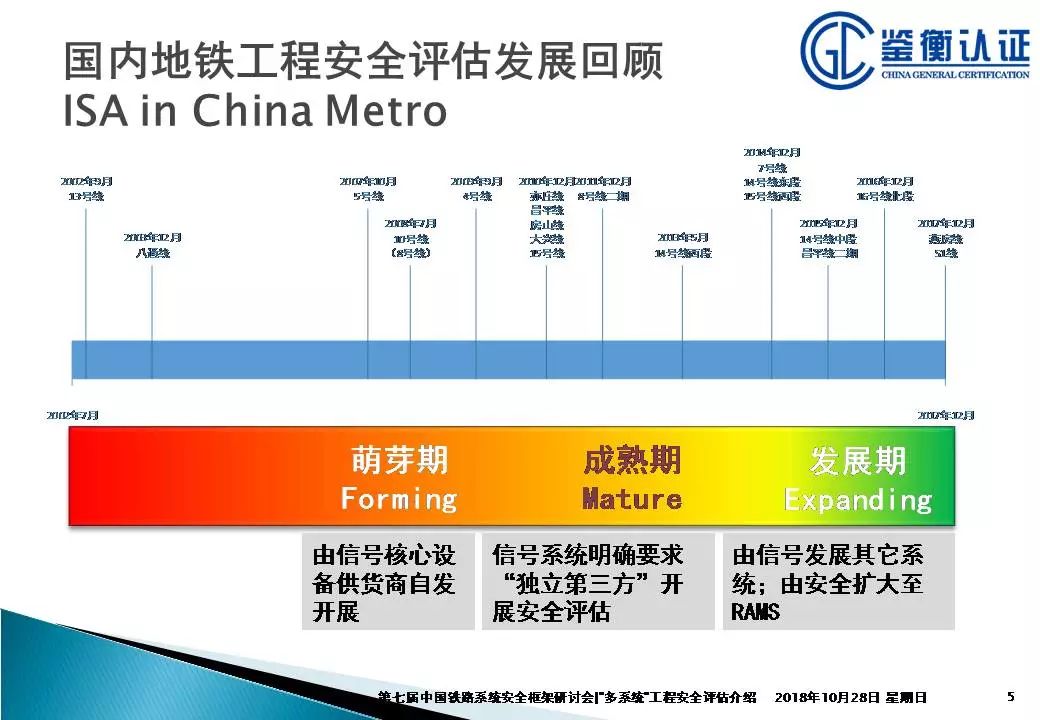 国内地铁工程安全评估发展回顾
ISA in China Metro
鉴衡认证
CHINA GENERAL CERTIFICATION
2002年9月
13号线
2003年12月
八通线
2007年10月
5号线
2008年7月
10号线
(8号线)
2009年9月
4号线
2010年12月
亦庄线
昌平线
房山线
大兴线
15号线
2011年12月
8号线二期
2013年5月
14号线西段
2014年12月
7号线
14号线东段
15号线西段
2015年12月
14号线中段
昌平线二期
2016年12月
16号线北段
2017年12月
燕房线
S1线
2002年7月
2017年12月
萌芽期
Forming
成熟期
Mature
发展期
Expanding
由信号核心设
备供货商自发
开展
信号系统明确要求
“独立第三方”开
展安全评估
由信号发展其它系
统；由安全扩大至
RAMS
第七届中国铁路系统安全框架研讨会|“多系统”工程安全评估介绍 2018年10月28日 星期日
5